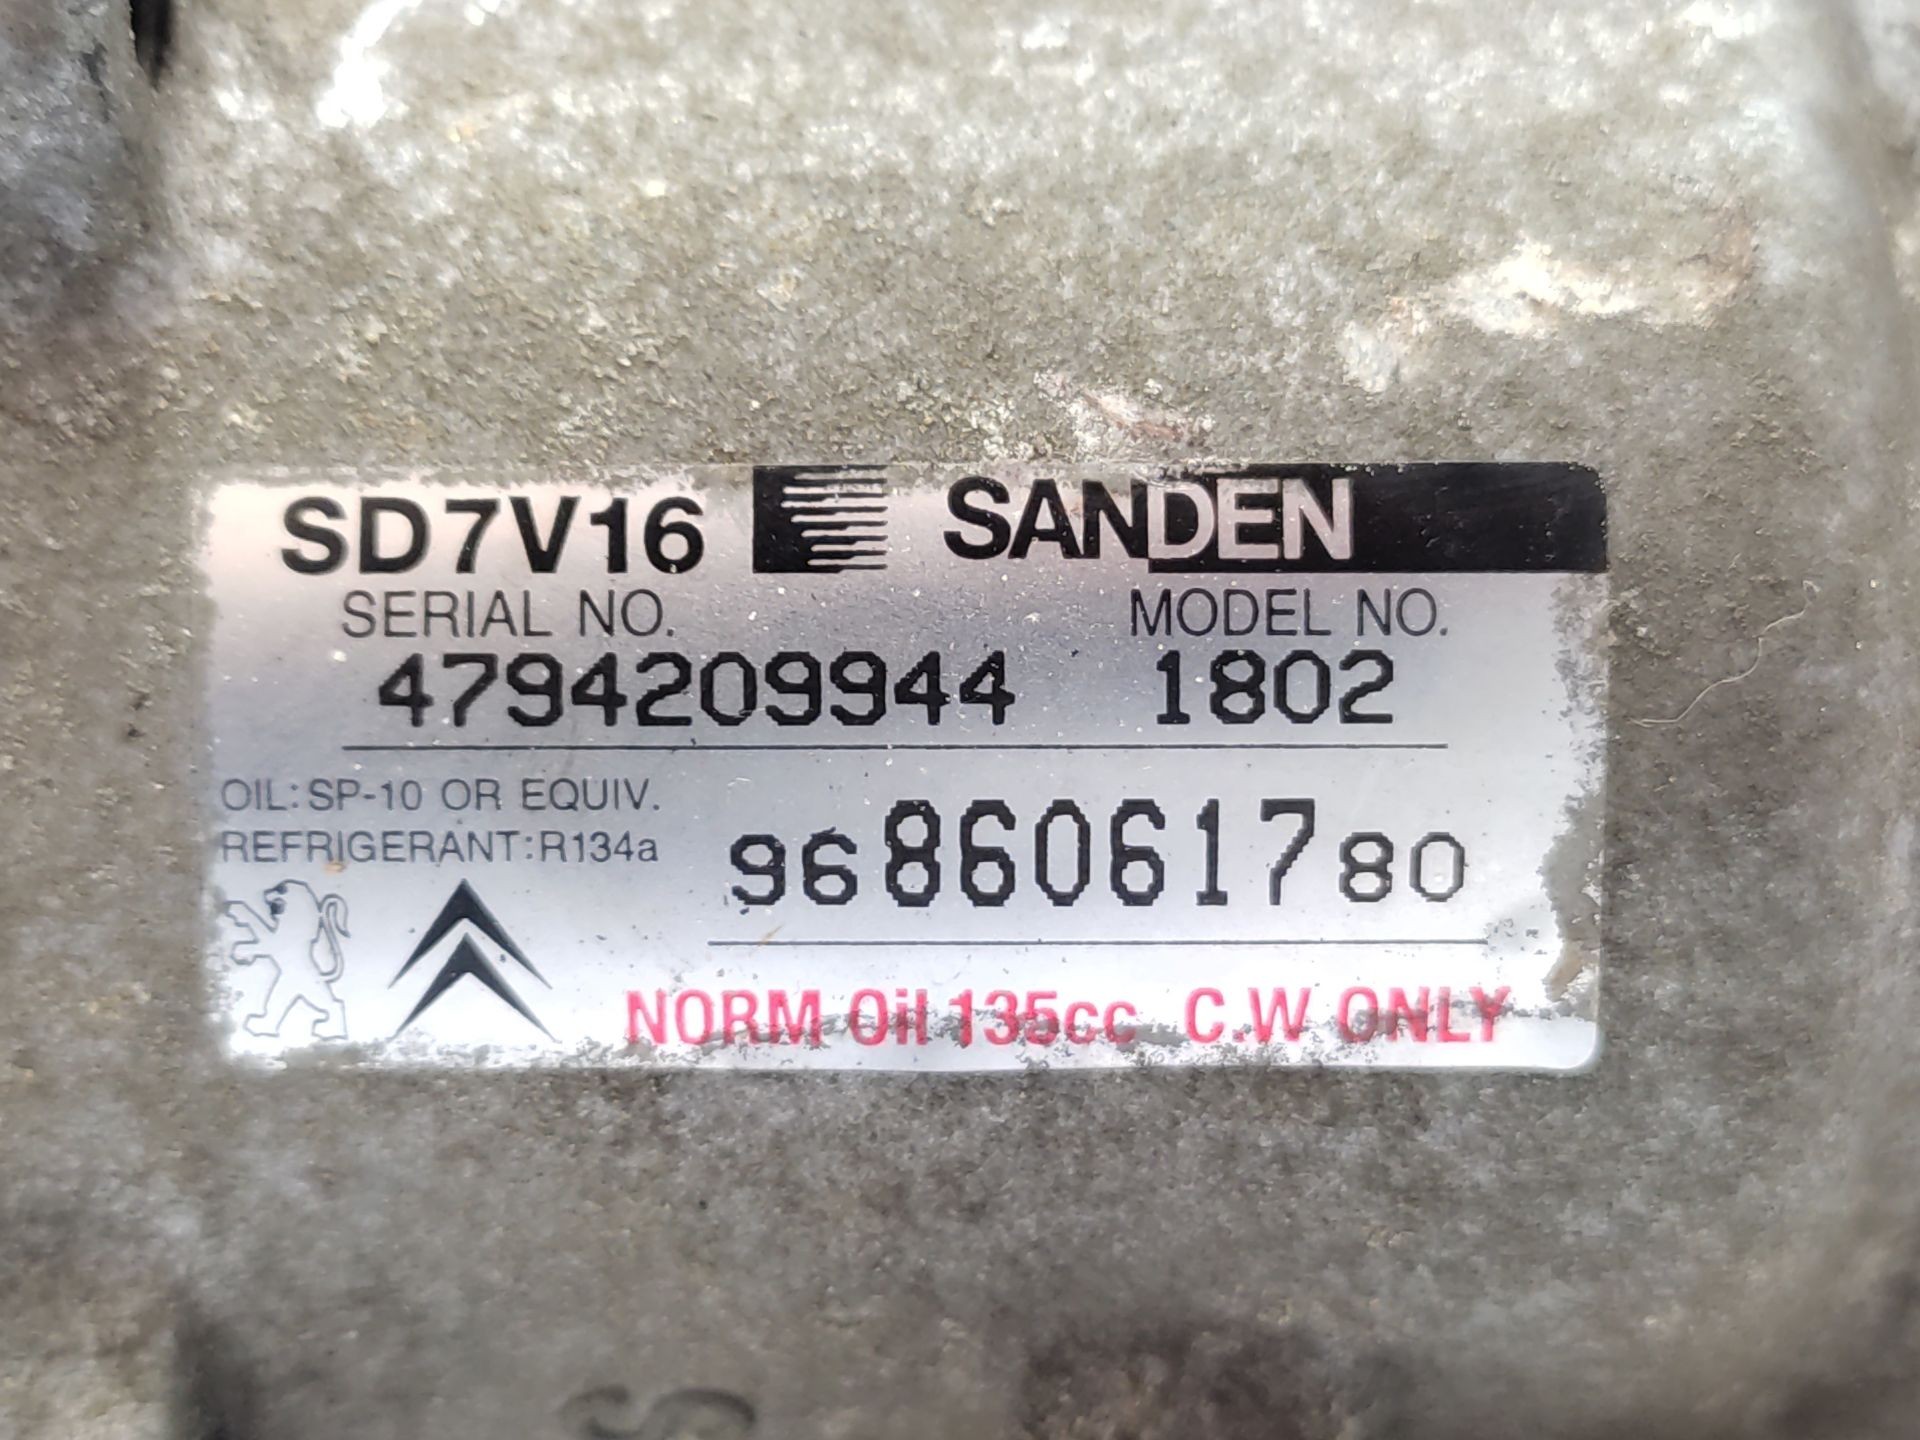 SD7V16 SANDEN
SERIAL NO. MODEL NO.
4794209944 1802
OIL:SP-10 OR EQUIV.
REFRIGERANT:R134a
9686061780
NORM Oil 135cc C.W ONLY
S